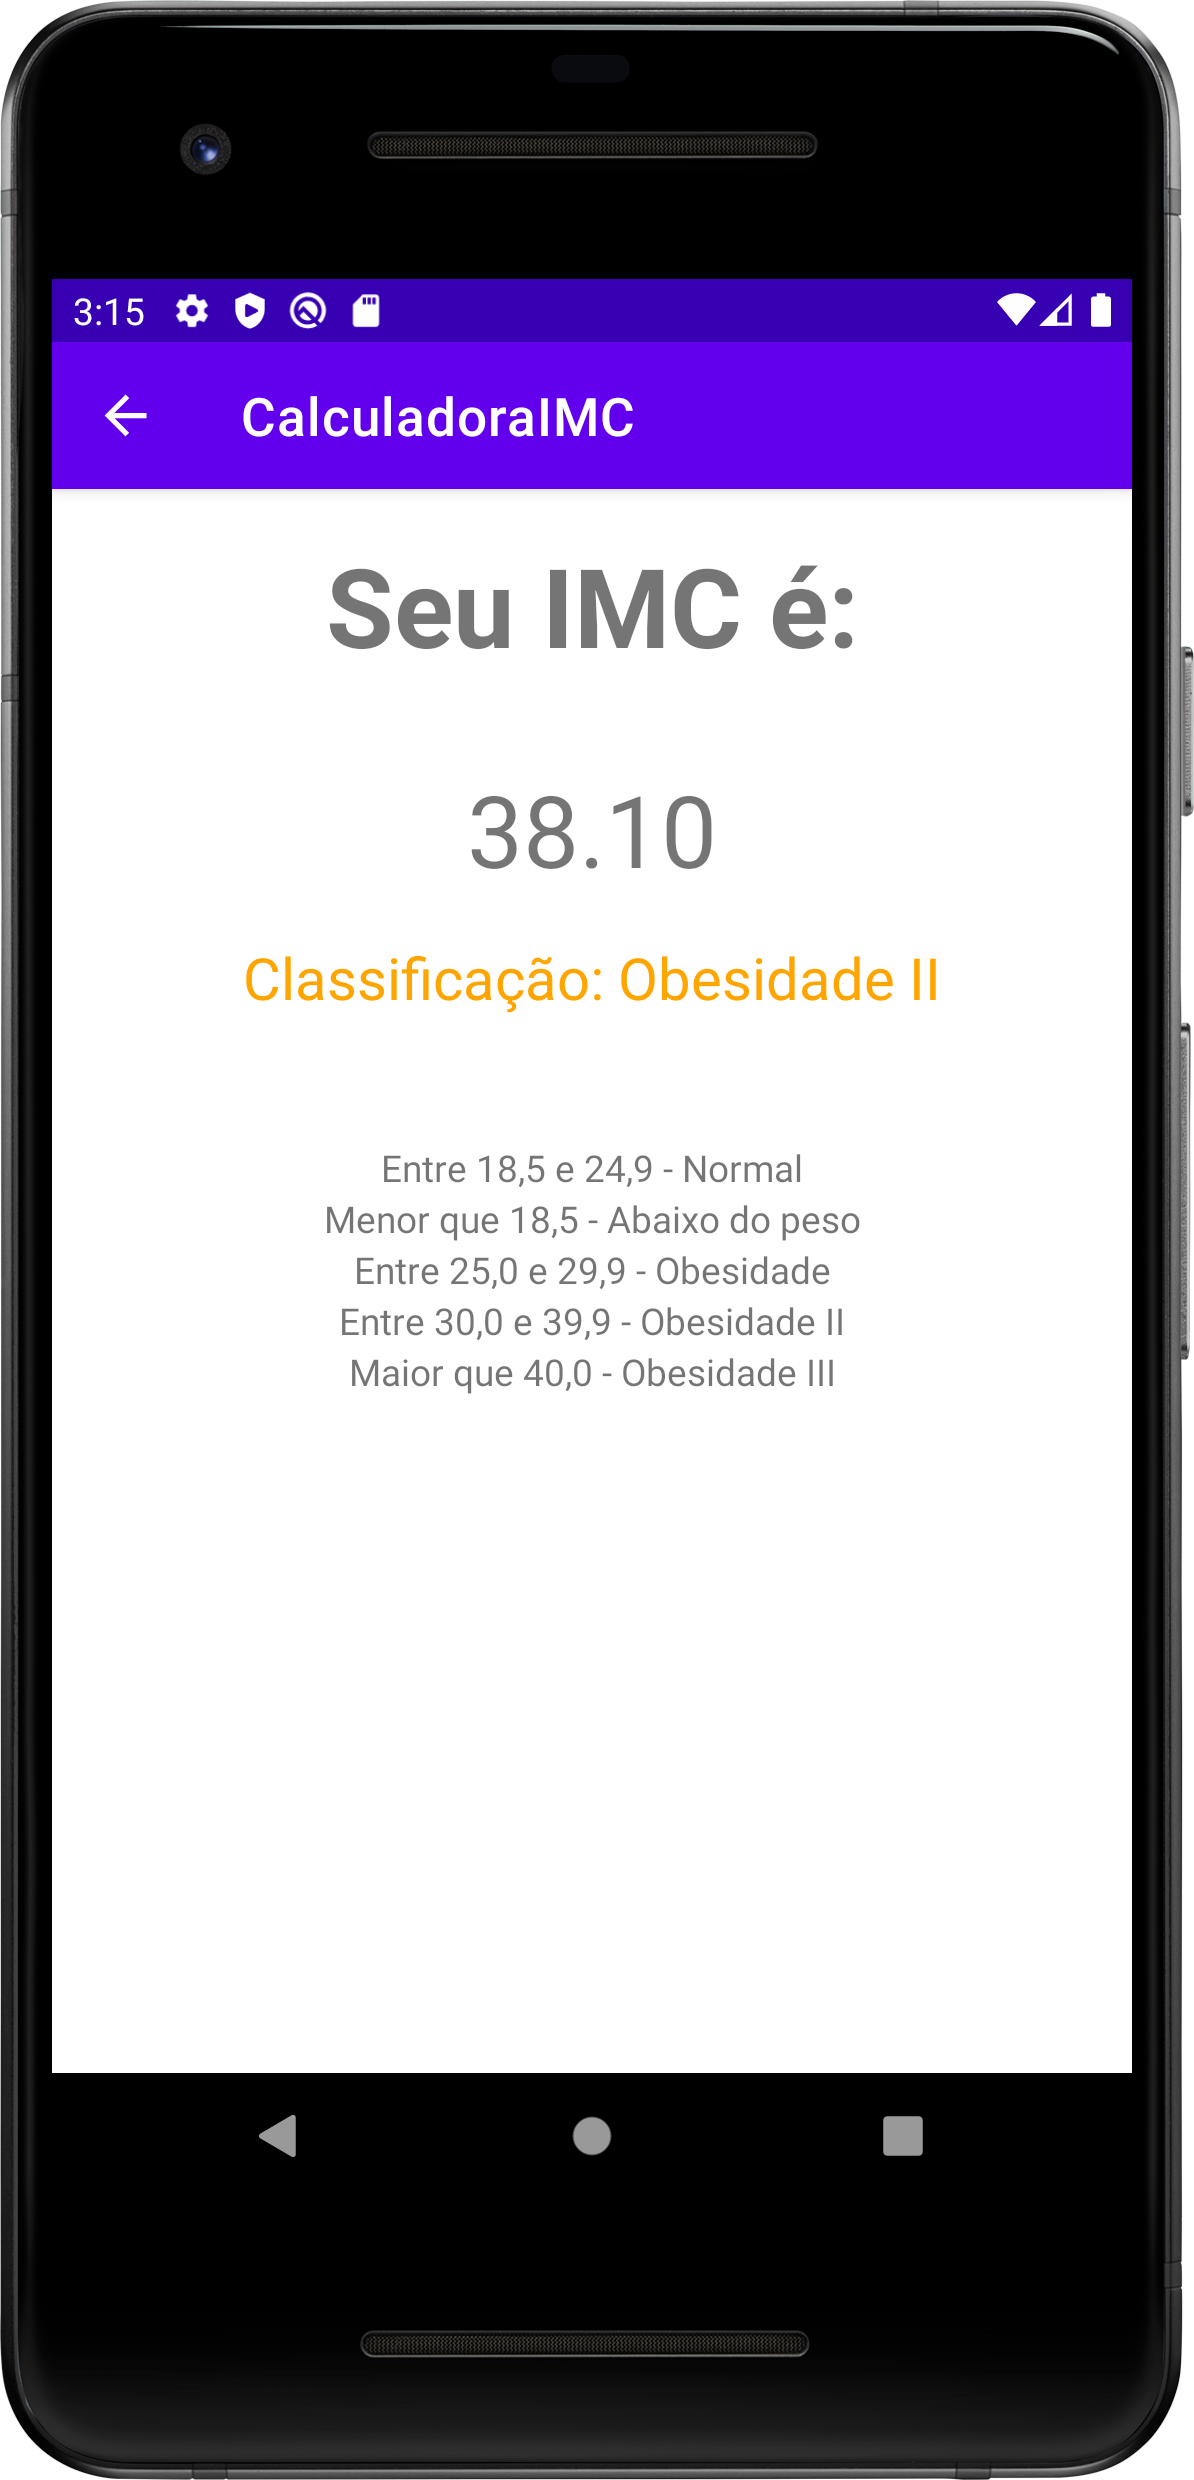 3:15
CalculadoraIMC
Seu IMC é:
38.10
Classificação: Obesidade II
Entre 18,5 e 24,9 - Normal
Menor que 18,5 - Abaixo do peso
Entre 25,0 e 29,9 - Obesidade
Entre 30,0 e 39,9 - Obesidade II
Maior que 40,0 - Obesidade III